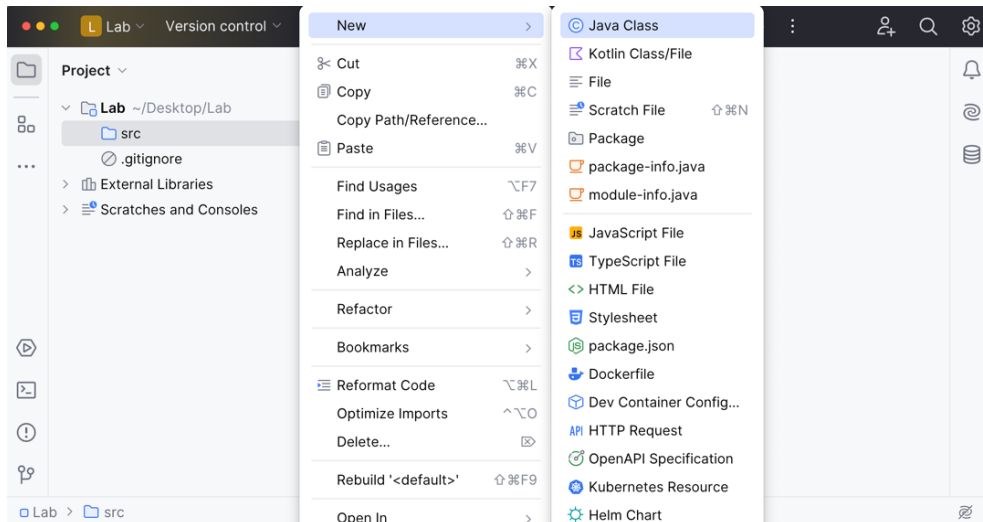 L Lab Version control
Project
Lab ~/Desktop/Lab
src
.gitignore
External Libraries
Scratches and Consoles
New
Cut ⌘X
Copy ⌘C
Copy Path/Reference...
Paste ⌘V
Find Usages ⌥F7
Find in Files... ⇧⌘F
Replace in Files... ⇧⌘R
Analyze
Refactor
Bookmarks
Reformat Code ⌥⌘L
Optimize Imports ^⌥O
Delete... ⌦
Rebuild '<default>' ⇧⌘F9
Open In
Java Class
Kotlin Class/File
File
Scratch File ⇧⌘N
Package
package-info.java
module-info.java
JS JavaScript File
TS TypeScript File
<> HTML File
Stylesheet
JS package.json
Dockerfile
Dev Container Config...
API HTTP Request
OpenAPI Specification
Kubernetes Resource
Helm Chart
Lab > src